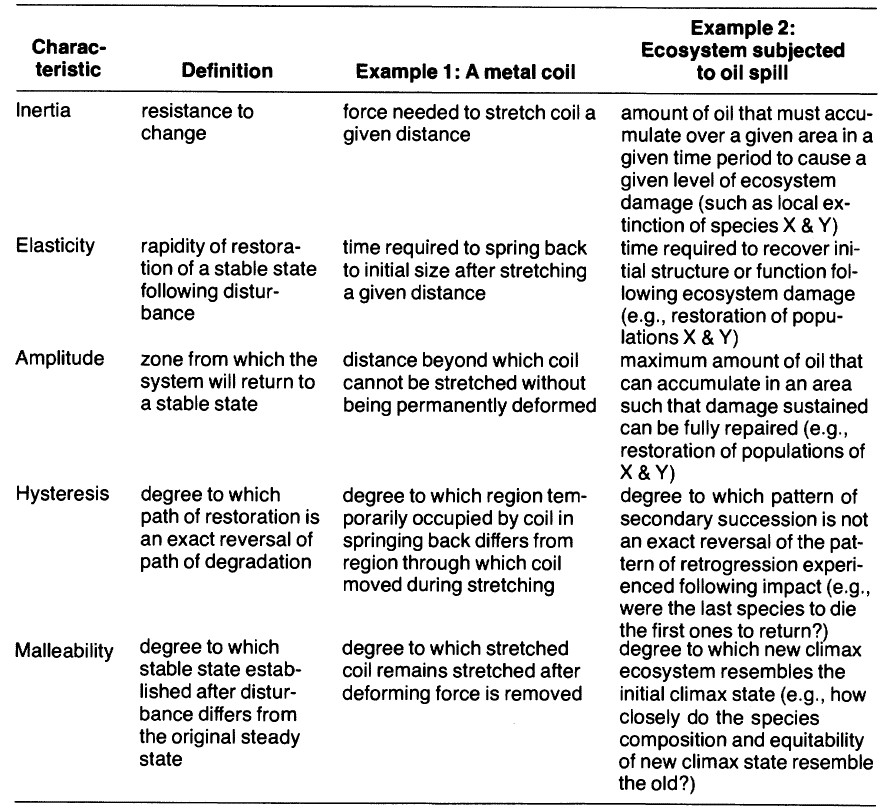 Charac-
teristic
Definition
Example 1: A metal coil
Example 2:
Ecosystem subjected
to oil spill
Inertia
resistance to
change
force needed to stretch coil a
given distance
amount of oil that must accu-
mulate over a given area in a
given time period to cause a
given level of ecosystem
damage (such as local ex-
tinction of species X & Y)
Elasticity
rapidity of restora-
tion of a stable state
following distur-
bance
time required to spring back
to initial size after stretching
a given distance
time required to recover ini-
tial structure or function fol-
lowing ecosystem damage
(e.g., restoration of popu-
lations X & Y)
Amplitude
zone from which the
system will return to
a stable state
distance beyond which coil
cannot be stretched without
being permanently deformed
maximum amount of oil that
can accumulate in an area
such that damage sustained
can be fully repaired (e.g.,
restoration of populations of
X & Y)
Hysteresis
degree to which
path of restoration is
an exact reversal of
path of degradation
degree to which region tem-
porarily occupied by coil in
springing back differs from
region through which coil
moved during stretching
degree to which pattern of
secondary succession is not
an exact reversal of the pat-
tern of retrogression experi-
enced following impact (e.g.,
were the last species to die
the first ones to return?)
Malleability
degree to which
stable state estab-
lished after distur-
bance differs from
the original steady
state
degree to which stretched
coil remains stretched after
deforming force is removed
degree to which new climax
ecosystem resembles the
initial climax state (e.g., how
closely do the species
composition and equitability
of new climax state resemble
the old?)